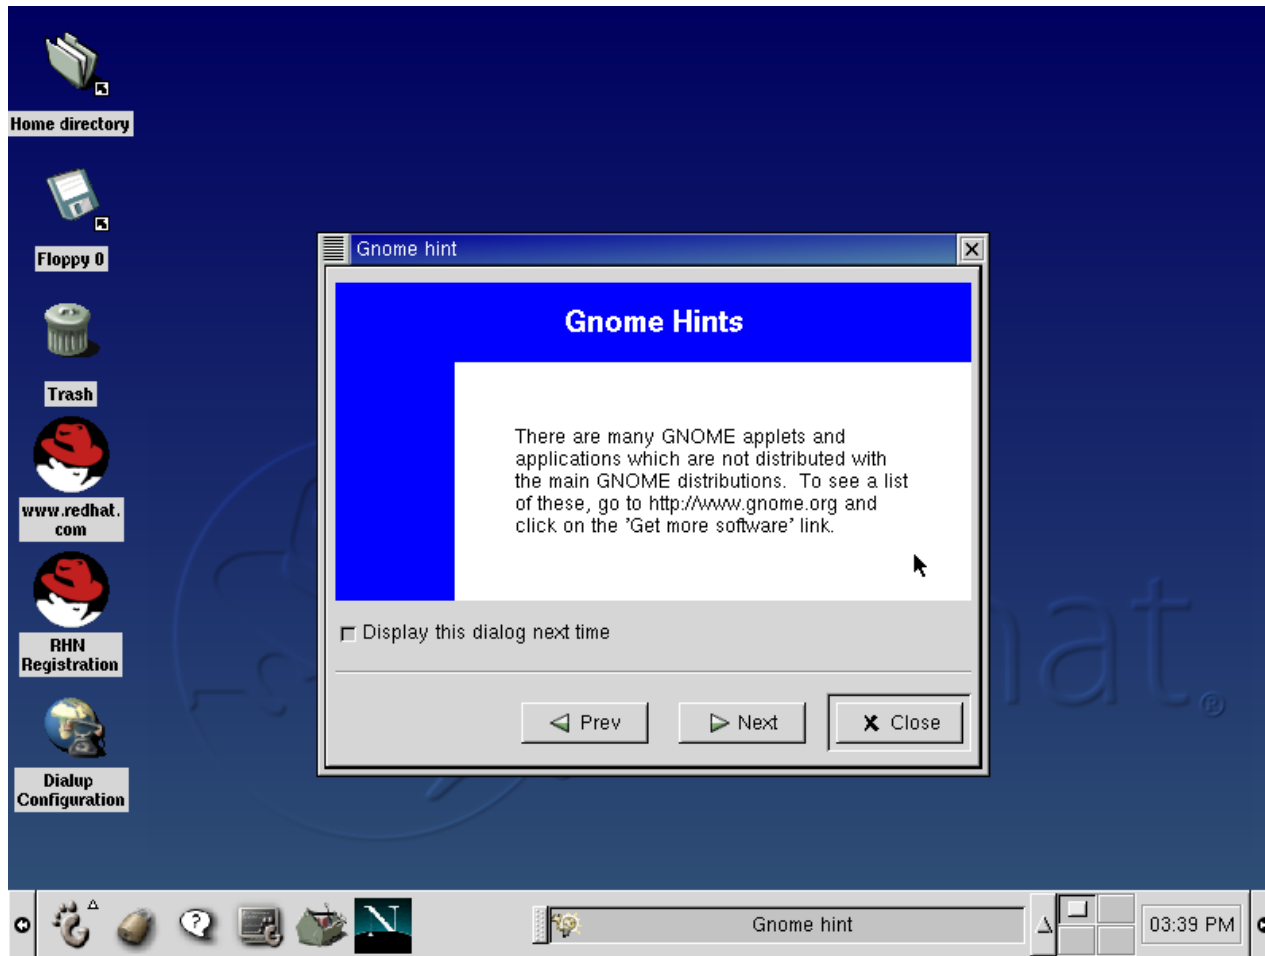 Home directory
Floppy 0
Trash
www.redhat.
com
RHN
Registration
Dialup
Configuration
Gnome hint
Gnome Hints
There are many GNOME applets and
applications which are not distributed with
the main GNOME distributions.  To see a list
of these, go to http://www.gnome.org and
click on the 'Get more software' link.
Display this dialog next time
Prev
Next
Close
hat.®
N
Gnome hint
03:39 PM